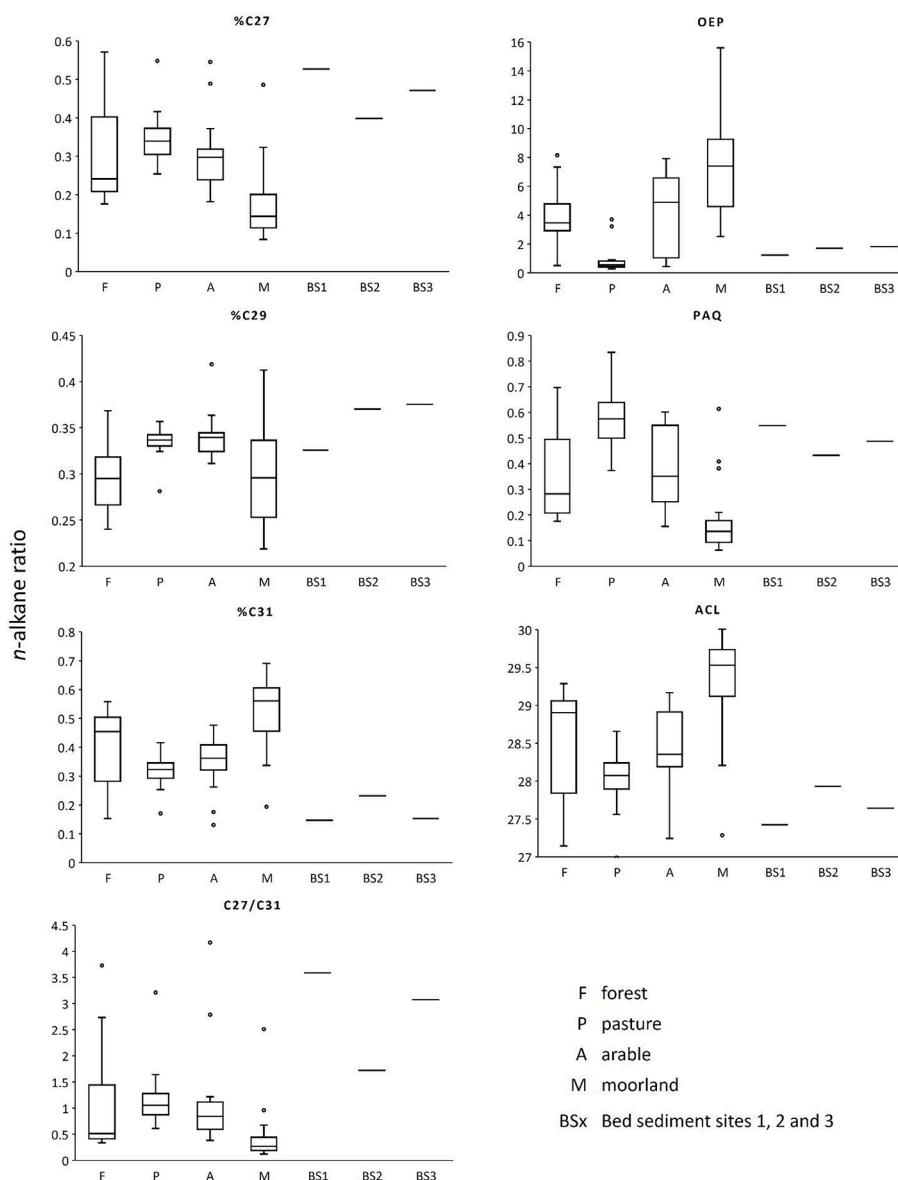 %C27
0.6
0.5
0.4
0.3
0.2
0.1
0
F P A M BS1 BS2 BS3
OEP
16
14
12
10
8
6
4
2
0
F P A M BS1 BS2 BS3
%C29
0.45
0.4
0.35
0.3
0.25
0.2
F P A M BS1 BS2 BS3
PAQ
0.9
0.8
0.7
0.6
0.5
0.4
0.3
0.2
0.1
0
F P A M BS1 BS2 BS3
n-alkane ratio
%C31
0.8
0.7
0.6
0.5
0.4
0.3
0.2
0.1
0
F P A M BS1 BS2 BS3
ACL
30
29.5
29
28.5
28
27.5
27
F P A M BS1 BS2 BS3
C27/C31
4.5
4
3.5
3
2.5
2
1.5
1
0.5
0
F P A M BS1 BS2 BS3
F forest
P pasture
A arable
M moorland
BSx Bed sediment sites 1, 2 and 3